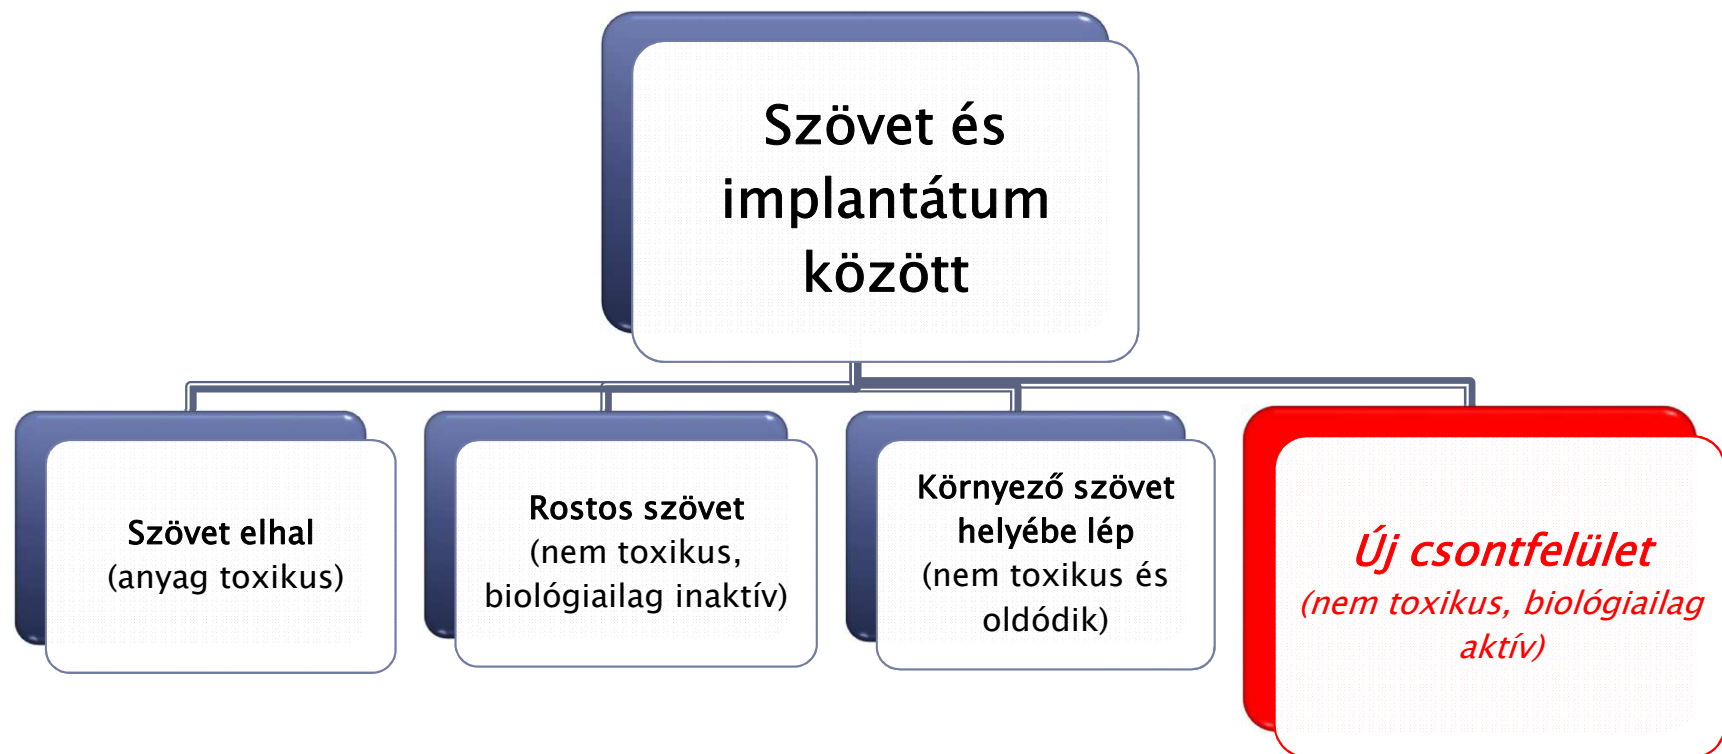 Szövet és
implantátum
között
Szövet elhal
(anyag toxikus)
Rostos szövet
(nem toxikus,
biológiailag inaktív)
Környező szövet
helyébe lép
(nem toxikus és
oldódik)
Új csontfelület
(nem toxikus, biológiailag
aktív)